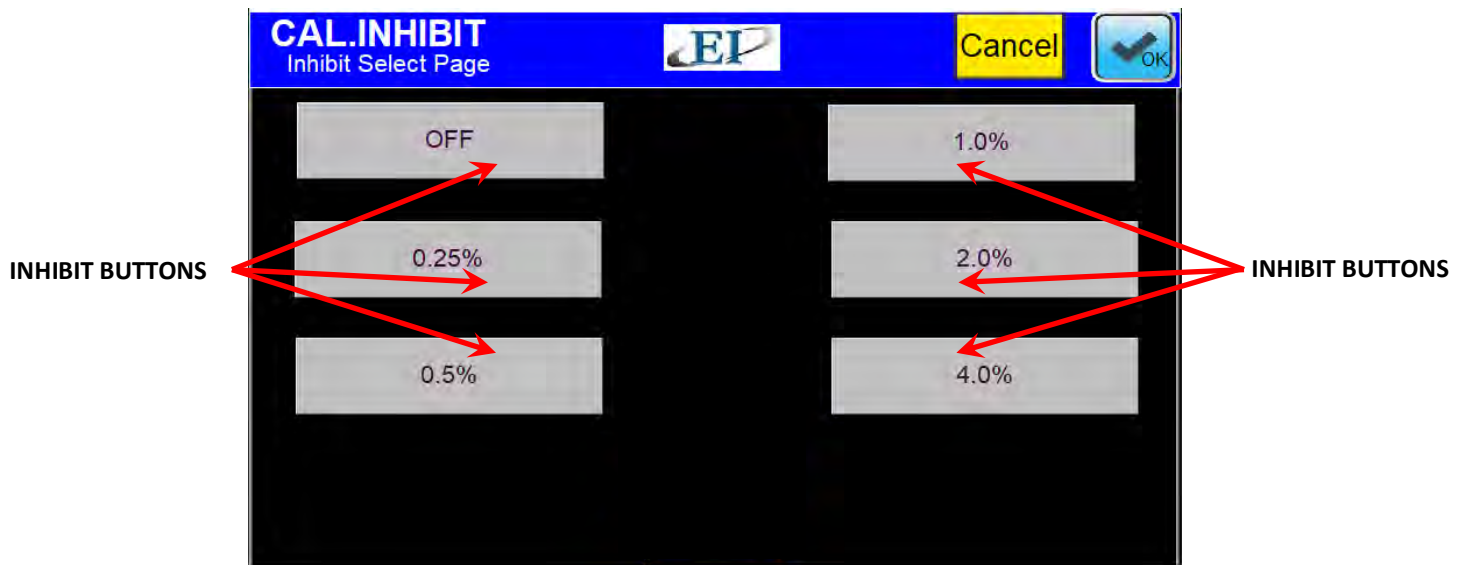 CAL.INHIBIT
Inhibit Select Page
EI
Cancel
OK
OFF
1.0%
INHIBIT BUTTONS
0.25%
2.0%
INHIBIT BUTTONS
0.5%
4.0%